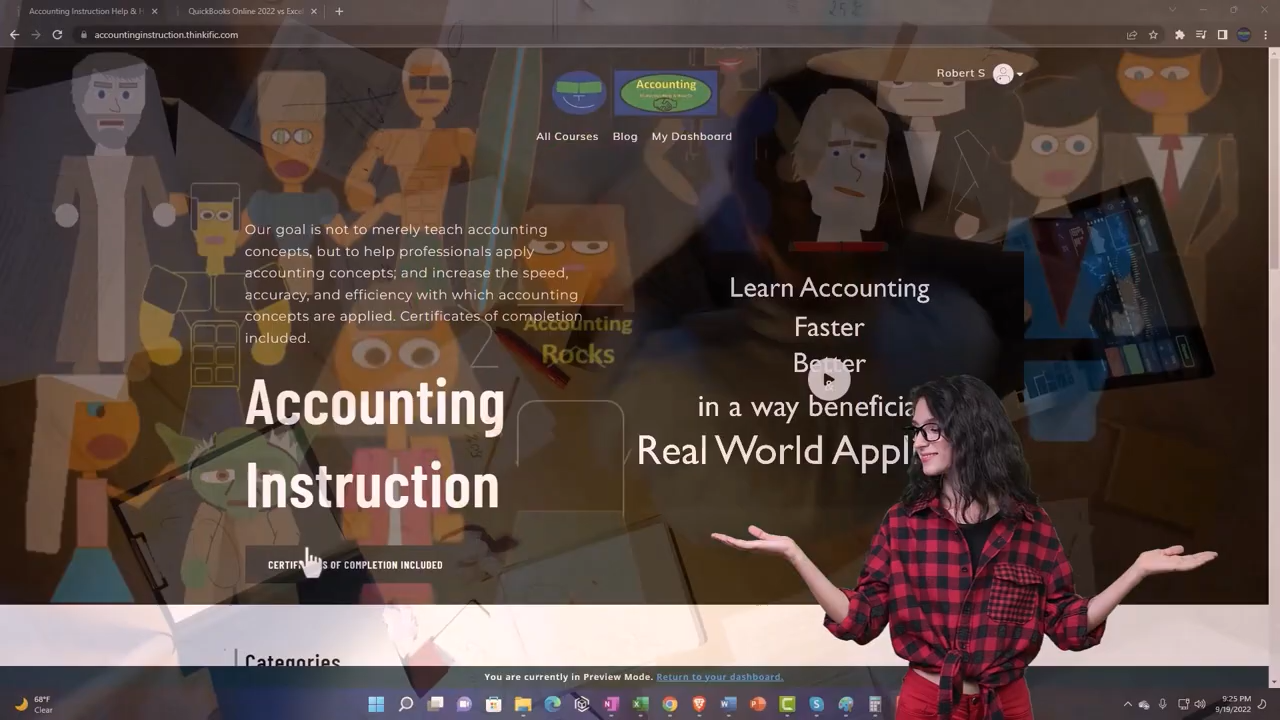 Accounting Instruction Help & H
QuickBooks Online 2022 vs Exce
accountinginstruction.thinkific.com
Robert S
Accounting
All Courses
Blog
My Dashboard
Our goal is not to merely teach accounting
concepts, but to help professionals apply
accounting concepts; and increase the speed,
accuracy, and efficiency with which accounting
concepts are applied. Certificates of completion
included.
Accounting
Rocks
Learn Accounting
Faster
Better
&
in a way beneficia
Real World Appl
Accounting
Instruction
OF COMPLETION INCLUDED
Categories
You are currently in Preview Mode. Return to your dashboard.
68°F
Clear
9:25 PM
9/19/2022